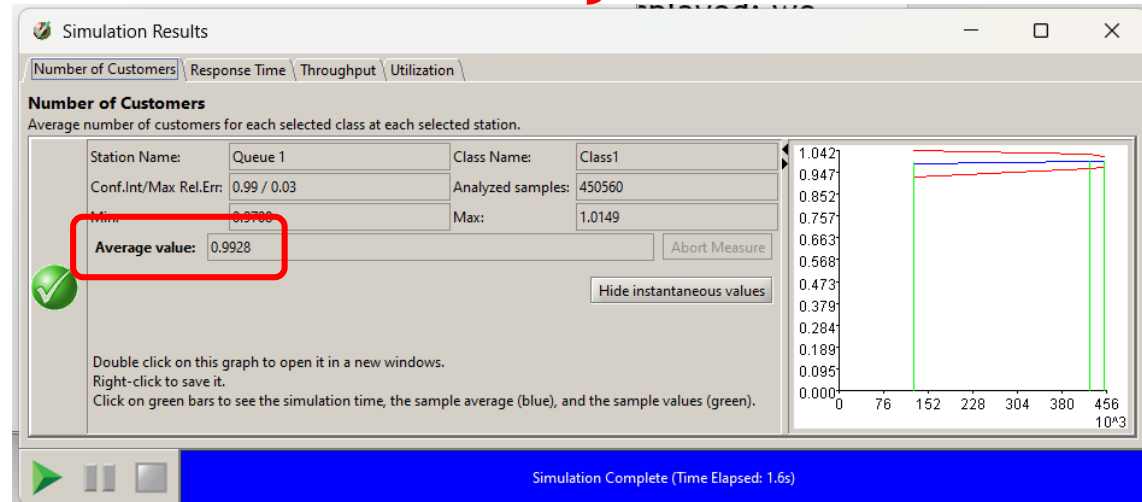 Simulation Results
Number of Customers Response Time Throughput Utilization
Number of Customers
Average number of customers for each selected class at each selected station.
Station Name: Queue 1 Class Name: Class1
Conf.Int/Max Rel.Err: 0.99 / 0.03 Analyzed samples: 450560
Max: 1.0149
Average value: 0.9928 Abort Measure
Hide instantaneous values
Double click on this graph to open it in a new windows.
Right-click to save it.
Click on green bars to see the simulation time, the sample average (blue), and the sample values (green).
1.042
0.947
0.852
0.757
0.663
0.568
0.473
0.379
0.284
0.189
0.095
0.000
0 76 152 228 304 380 456
10^3
Simulation Complete (Time Elapsed: 1.6s)